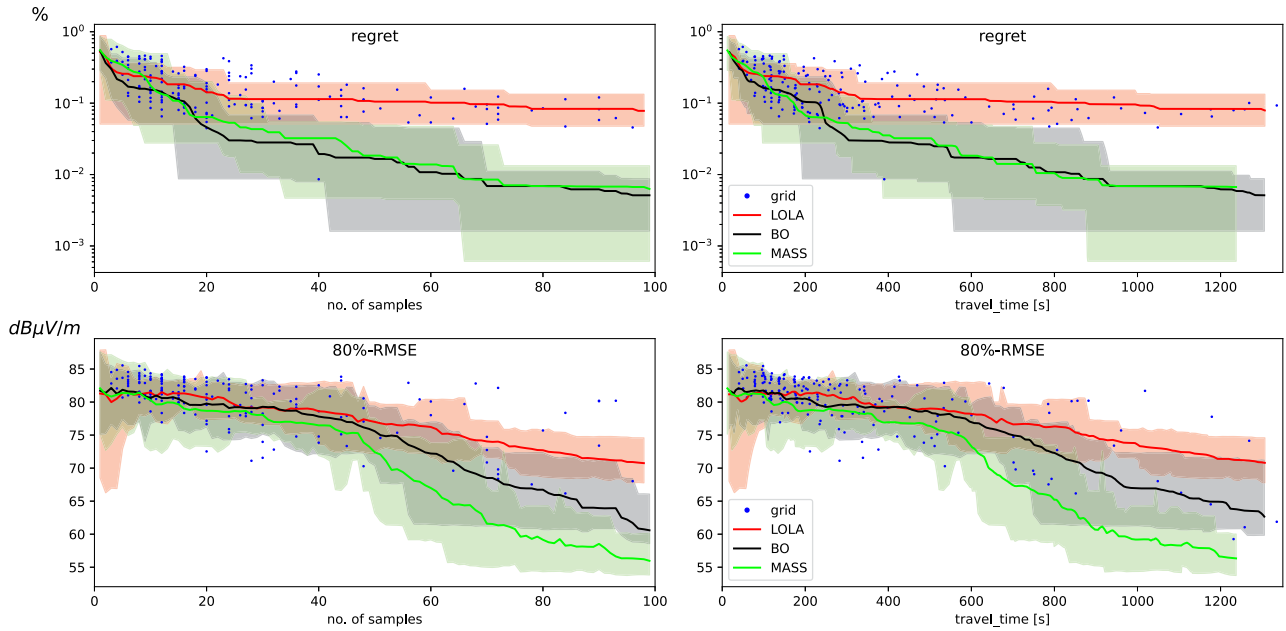 %
regret
10⁰
10⁻¹
10⁻²
10⁻³
0 20 40 60 80 100
no. of samples
regret
10⁰
10⁻¹
10⁻²
10⁻³
grid
LOLA
BO
MASS
0 200 400 600 800 1000 1200
travel_time [s]
dBμV/m
80%-RMSE
85
80
75
70
65
60
55
0 20 40 60 80 100
no. of samples
80%-RMSE
85
80
75
70
65
60
55
grid
LOLA
BO
MASS
0 200 400 600 800 1000 1200
travel_time [s]